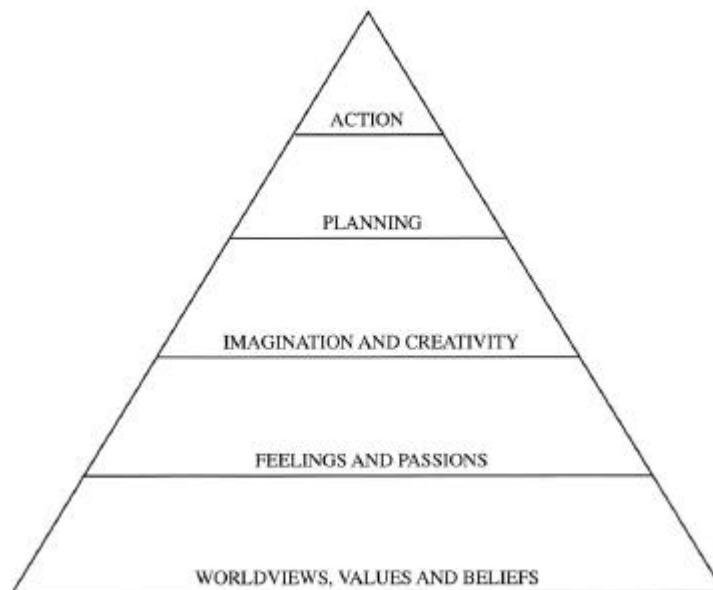 ACTION
PLANNING
IMAGINATION AND CREATIVITY
FEELINGS AND PASSIONS
WORLDVIEWS, VALUES AND BELIEFS